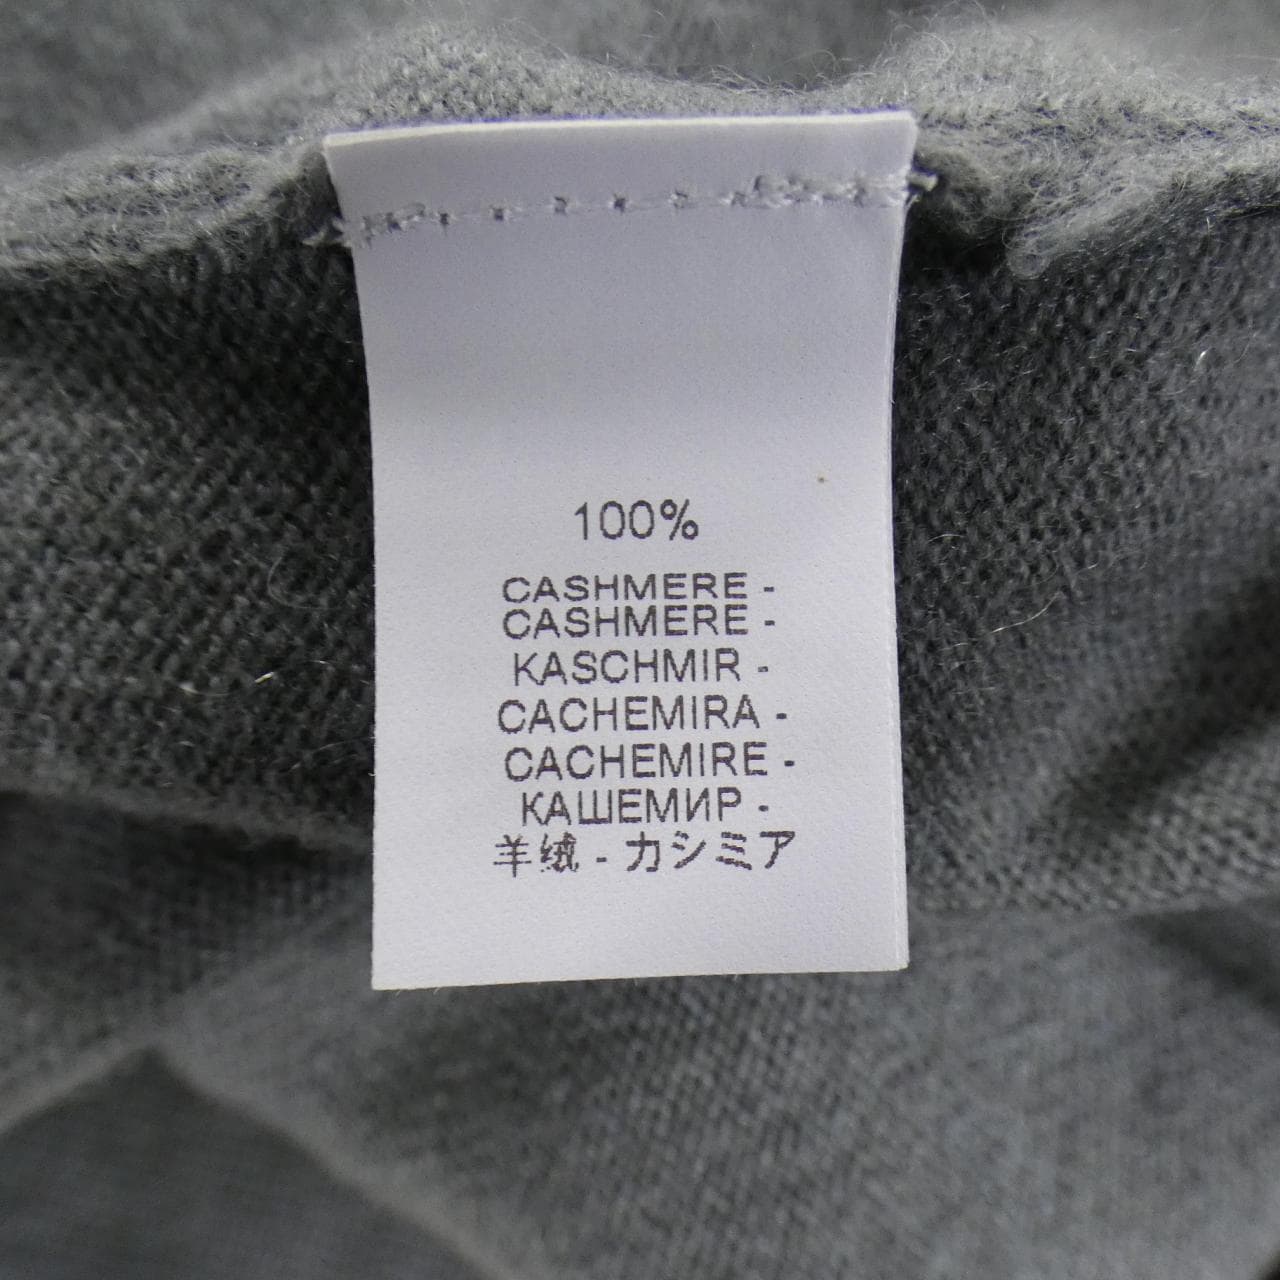 100%
CASHMERE -
CASHMERE -
KASCHMIR -
CACHEMIRA -
CACHEMIRE -
КАШЕМИР -
羊绒 - カシミア